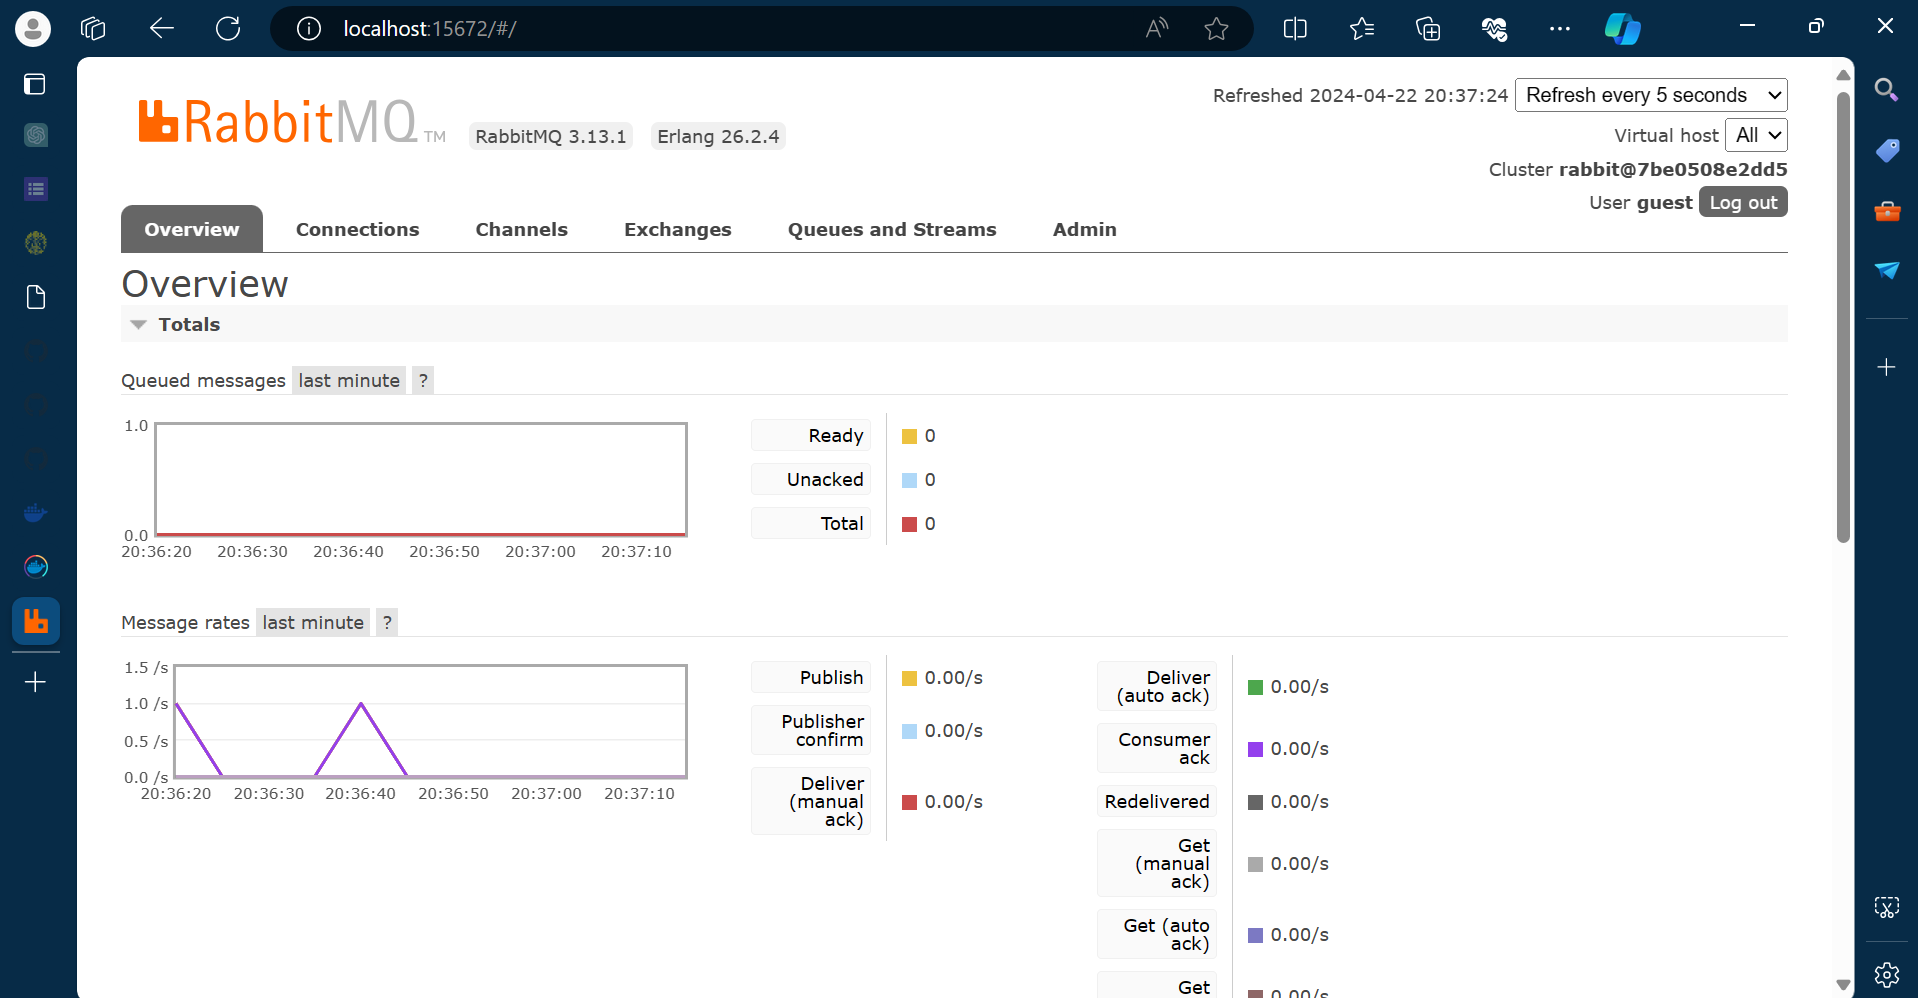 localhost:15672/#/
RabbitMQ TM
RabbitMQ 3.13.1 Erlang 26.2.4
Refreshed 2024-04-22 20:37:24 Refresh every 5 seconds
Virtual host All
Cluster rabbit@7be0508e2dd5
User guest Log out
Overview Connections Channels Exchanges Queues and Streams Admin
Overview
Totals
Queued messages last minute ?
1.0
0.0
20:36:20 20:36:30 20:36:40 20:36:50 20:37:00 20:37:10
Ready 0
Unacked 0
Total 0
Message rates last minute ?
1.5 /s
1.0 /s
0.5 /s
0.0 /s
20:36:20 20:36:30 20:36:40 20:36:50 20:37:00 20:37:10
Publish 0.00/s
Publisher
confirm 0.00/s
Deliver
(manual
ack) 0.00/s
Deliver
(auto ack) 0.00/s
Consumer
ack 0.00/s
Redelivered 0.00/s
Get
(manual
ack) 0.00/s
Get (auto
ack) 0.00/s
Get
0.00/s